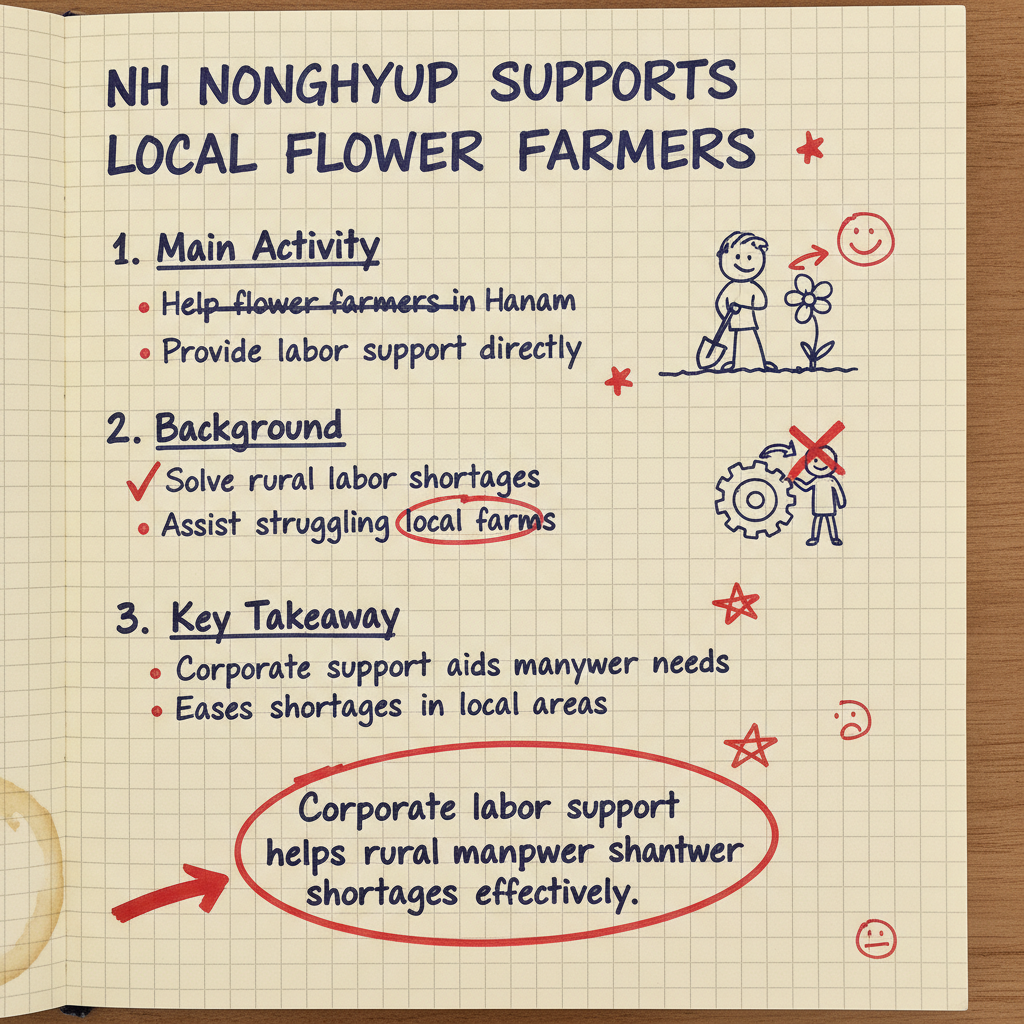 NH NONGHYUP SUPPORTS
LOCAL FLOWER FARMERS
1. Main Activity
Help flower farmers in Hanam
Provide labor support directly
2. Background
Solve rural labor shortages
Assist struggling local farms
3. Key Takeaway
Corporate support aids manywer needs
Eases shortages in local areas
Corporate labor support
helps rural manpwer shantwer
shortages effectively.